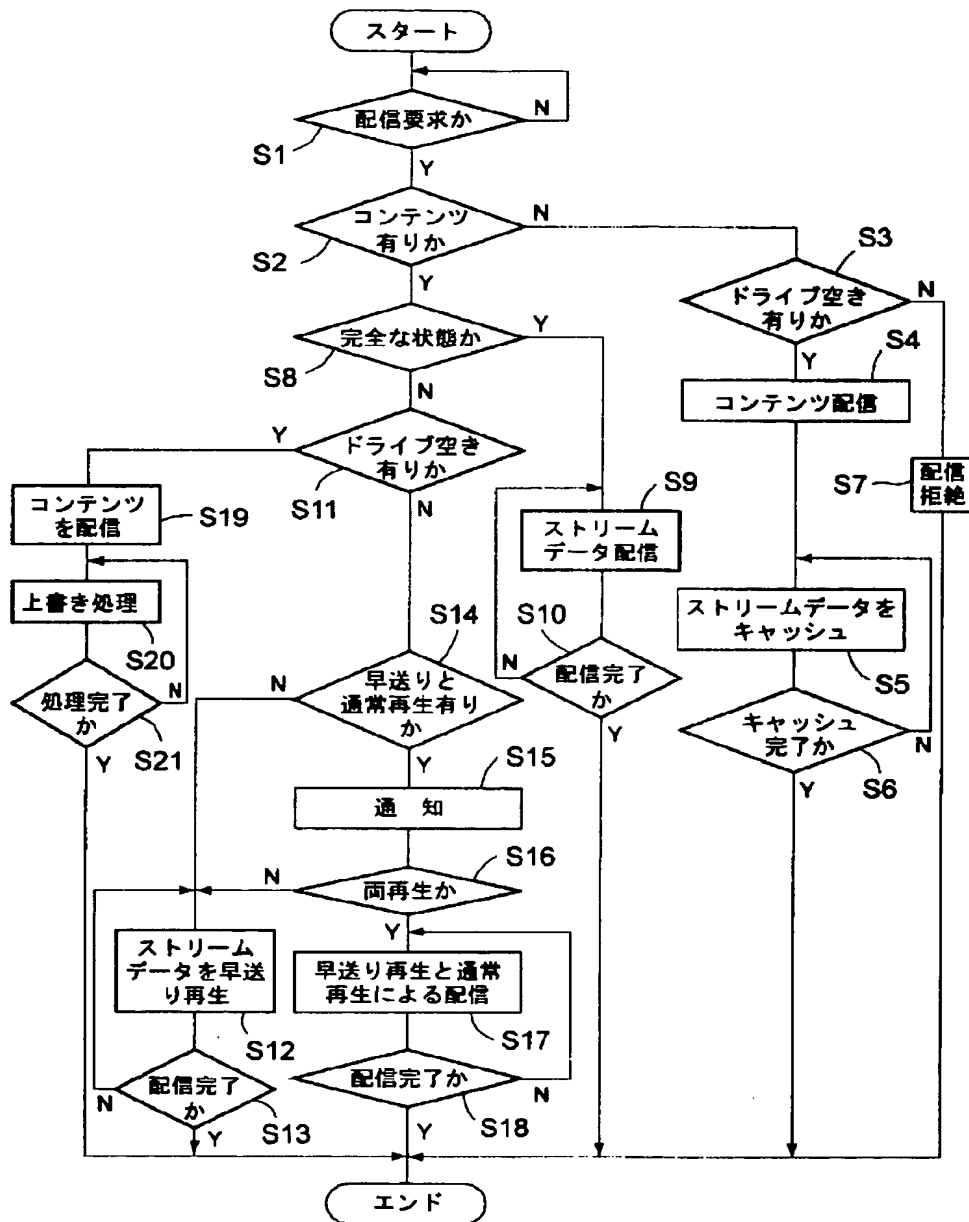 スタート
配信要求か
N
S1
Y
コンテンツ
有りか
N
S2
Y
S3
ドライブ空き
有りか
N
Y
完全な状態か
Y
S8
N
S4
コンテンツ配信
S7
配信
拒絶
Y
ドライブ空き
有りか
S11
N
コンテンツ
を配信
S19
S9
ストリーム
データ配信
上書き処理
S20
S14
S10
ストリームデータを
キャッシュ
S5
処理完了
か
N
S21
Y
N
早送りと
通常再生有りか
Y
N
配信完了
か
Y
キャッシュ
完了か
N
S6
Y
S15
通 知
S16
N
両再生か
Y
ストリーム
データを早送
り再生
S12
早送り再生と通常
再生による配信
S17
N
配信完了
か
S13
Y
配信完了か
N
S18
Y
エンド